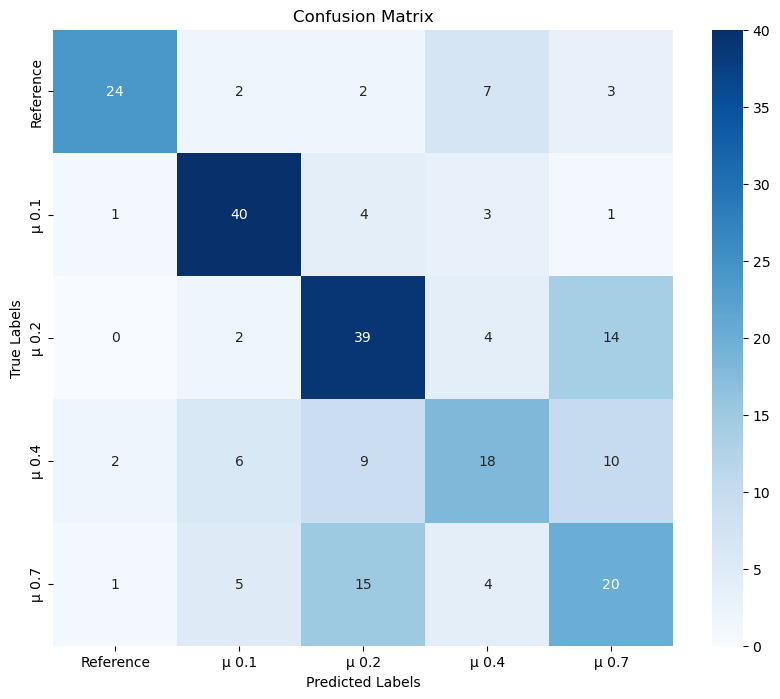 Confusion Matrix
Reference 24 2 2 7 3
μ 0.1 1 40 4 3 1
μ 0.2 0 2 39 4 14
μ 0.4 2 6 9 18 10
μ 0.7 1 5 15 4 20
Reference μ 0.1 μ 0.2 μ 0.4 μ 0.7
True Labels
Predicted Labels
40
35
30
25
20
15
10
5
0